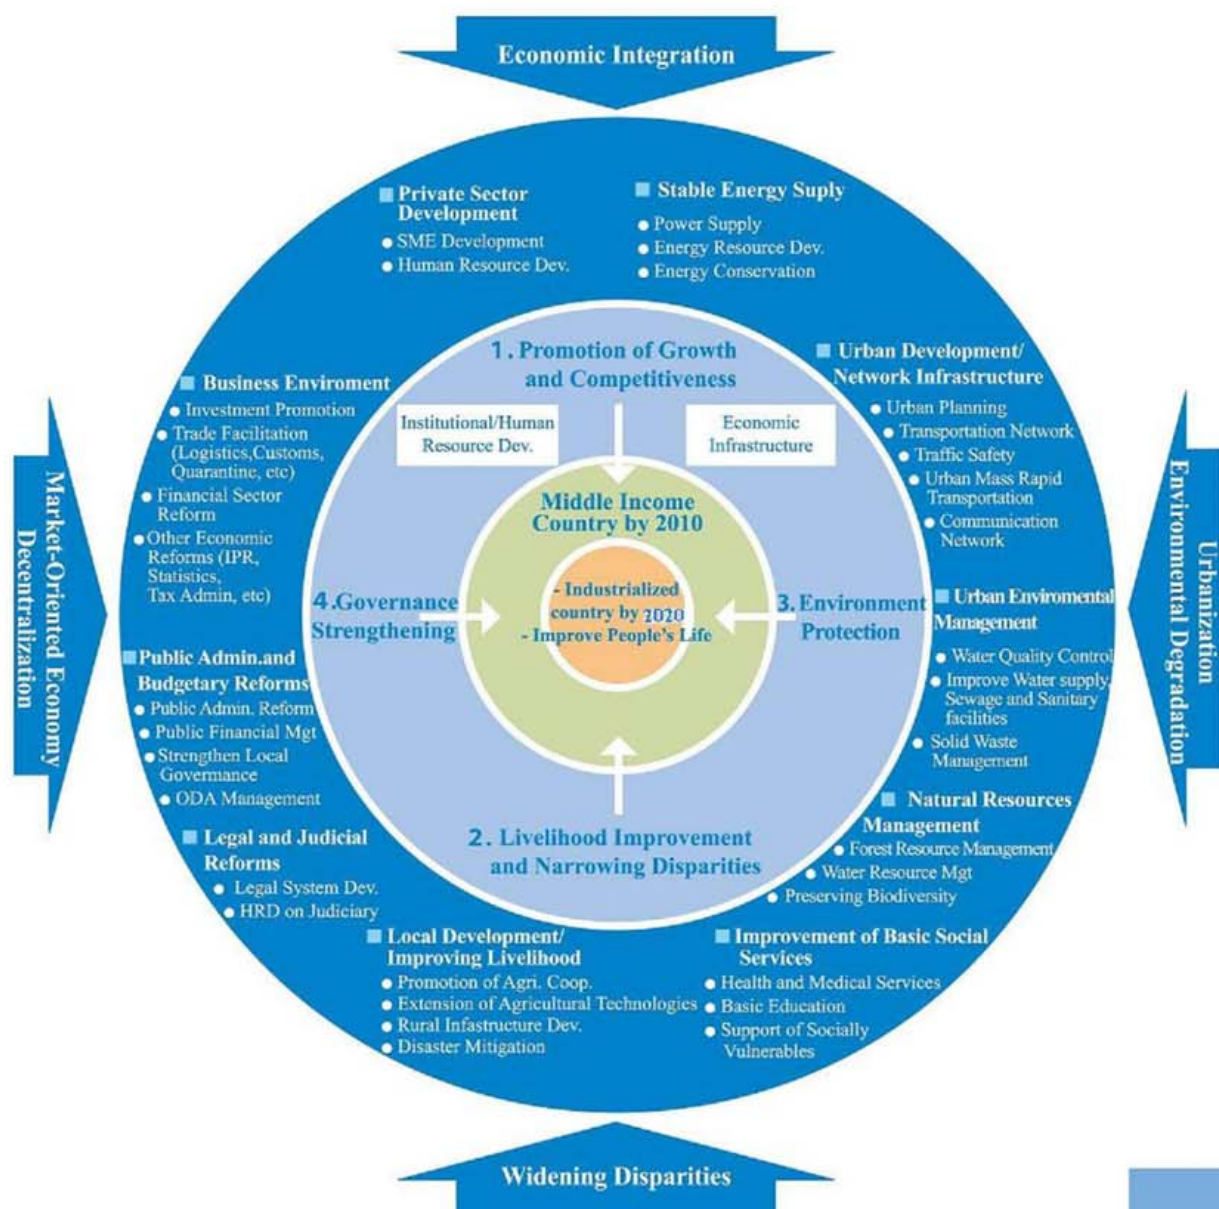 Economic Integration
Private Sector
Development
SME Development
Human Resource Dev.
Stable Energy Suply
Power Supply
Energy Resource Dev.
Energy Conservation
1. Promotion of Growth
and Competitiveness
Institutional/Human
Resource Dev.
Economic
Infrastructure
Business Enviroment
Investment Promotion
Trade Facilitation
(Logistics,Customs,
Quarantine, etc)
Financial Sector
Reform
Other Economic
Reforms (IPR,
Statistics,
Tax Admin, etc)
Urban Development/
Network Infrastructure
Urban Planning
Transportation Network
Traffic Safety
Urban Mass Rapid
Transportation
Communication
Network
Market-Oriented Economy
Decentralization
Urbanization
Environmental Degradation
Middle Income
Country by 2010
- Industrialized
country by 2020
- Improve People's Life
4.Governance
Strengthening
3. Environment
Protection
Urban Enviromental
Management
Water Quality Control
Improve Water supply,
Sewage and Sanitary
facilities
Solid Waste
Management
Public Admin.and
Budgetary Reforms
Public Admin. Reform
Public Financial Mgt
Strengthen Local
Governance
ODA Management
Natural Resources
Management
Forest Resource Management
Water Resource Mgt
Preserving Biodiversity
Legal and Judicial
Reforms
Legal System Dev.
HRD on Judiciary
2. Livelihood Improvement
and Narrowing Disparities
Local Development/
Improving Livelihood
Promotion of Agri. Coop.
Extension of Agricultural Technologies
Rural Infastructure Dev.
Disaster Mitigation
Improvement of Basic Social
Services
Health and Medical Services
Basic Education
Support of Socially
Vulnerables
Widening Disparities